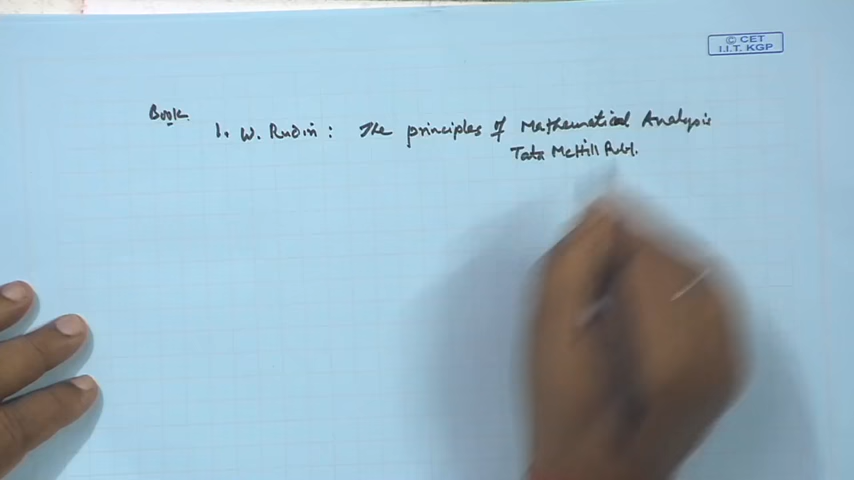 © CET
I.I.T. KGP
Book
1. W. Rudin : The principles of Mathematical Analysis
Tata McHill Publ.